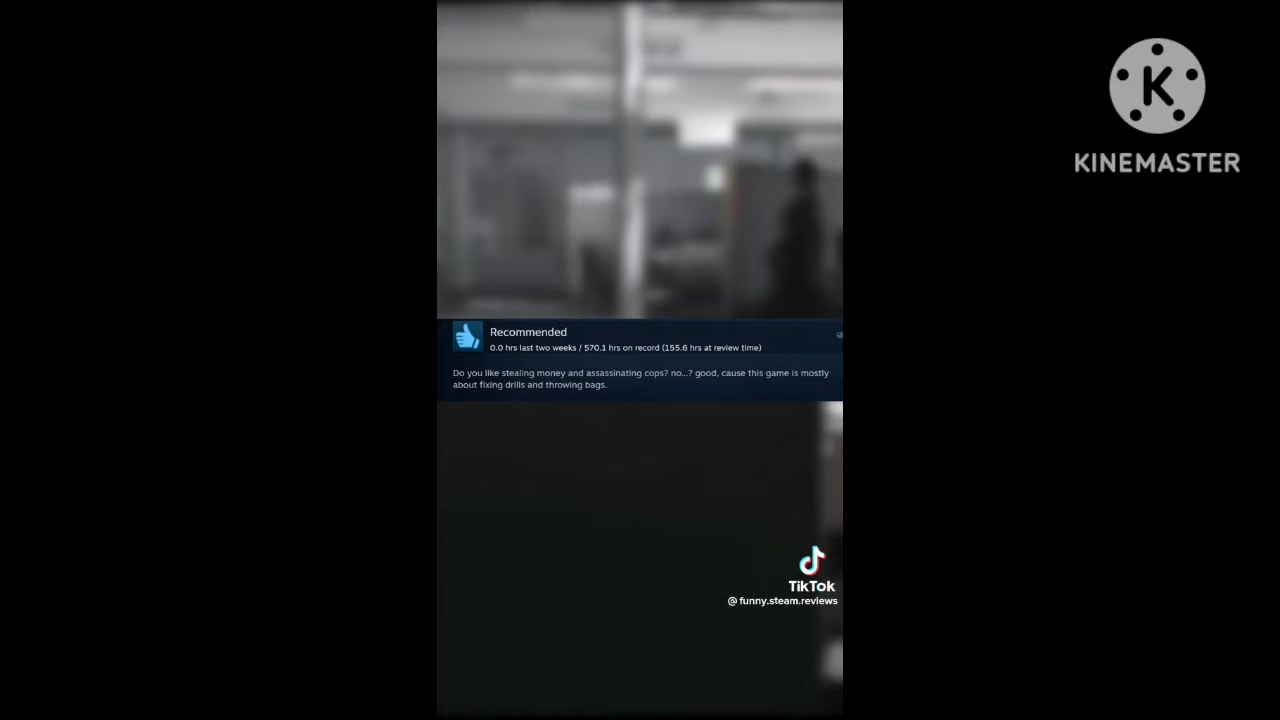 K
KINEMASTER
Recommended
0.0 hrs last two weeks / 570.1 hrs on record (155.6 hrs at review time)
Do you like stealing money and assassinating cops? no...? good, cause this game is mostly
about fixing drills and throwing bags.
TikTok
@ funny.steam.reviews